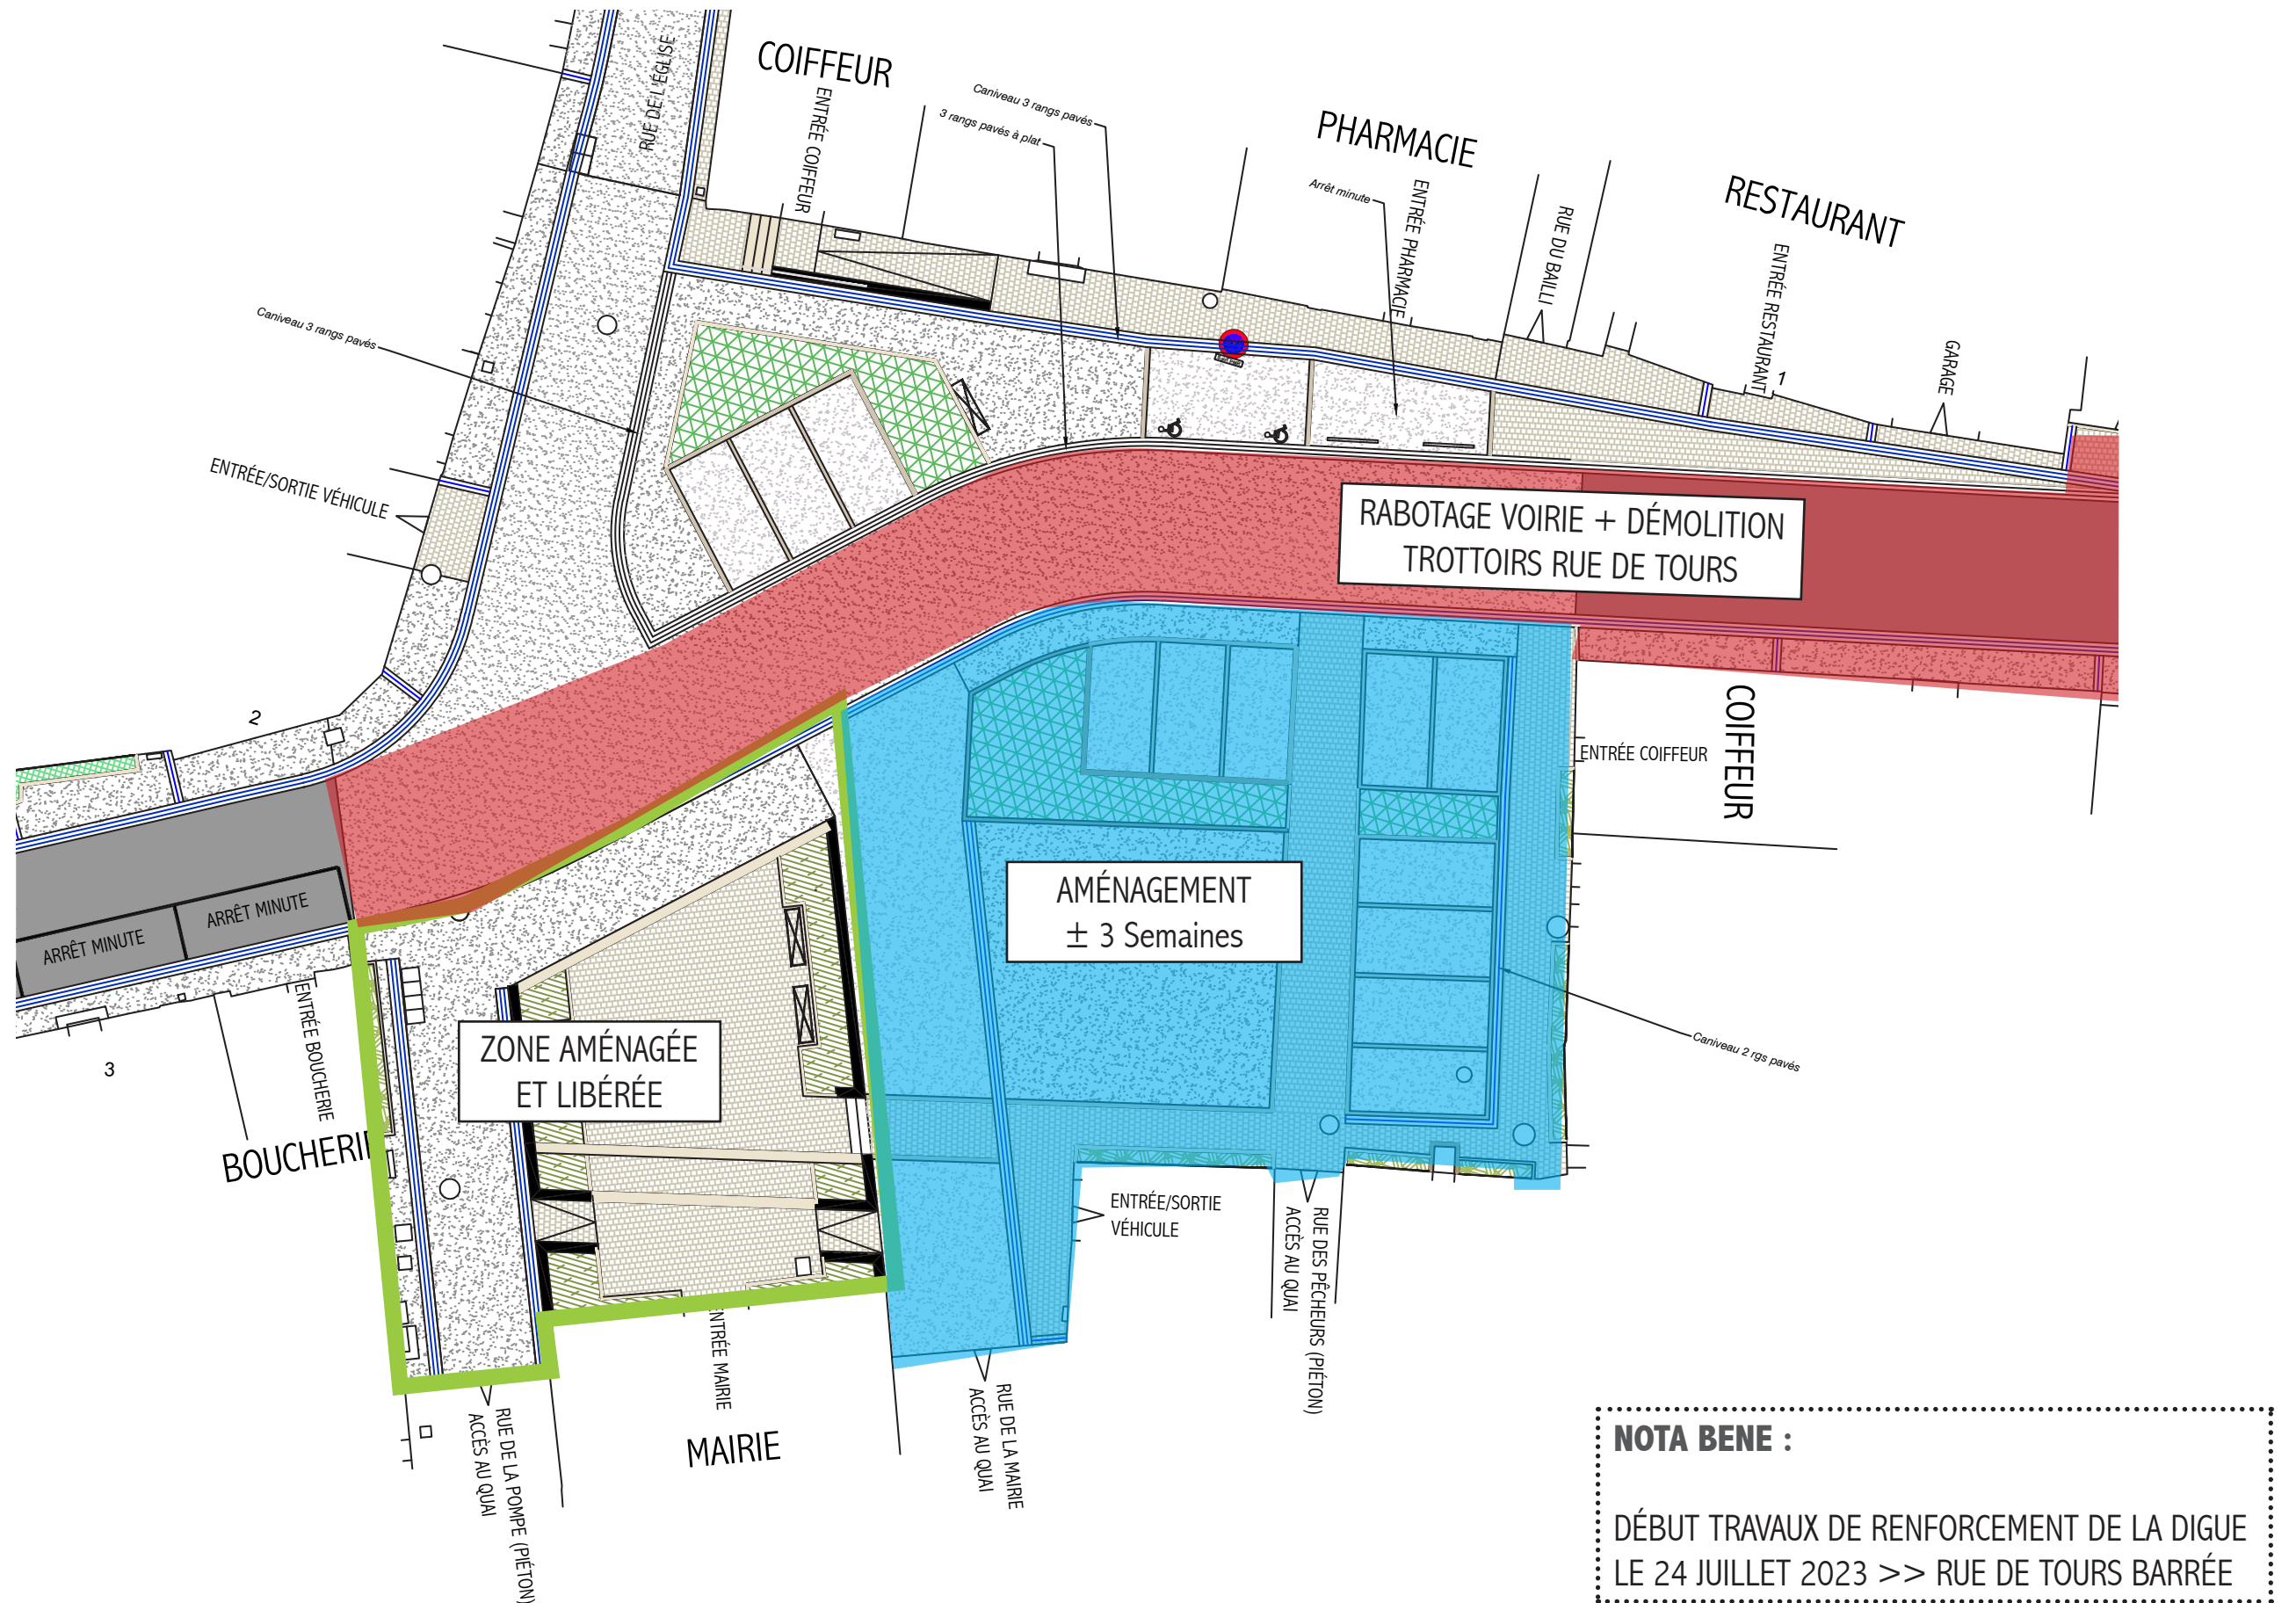 RUE DE L'ÉGLISE
COIFFEUR
ENTRÉE COIFFEUR
Caniveau 3 rangs pavés
3 rangs pavés à plat
PHARMACIE
Arrêt minute
ENTRÉE PHARMACIE
RUE DU BAILLI
RESTAURANT
ENTRÉE RESTAURANT
1
GARAGE
Caniveau 3 rangs pavés
ENTRÉE/SORTIE VÉHICULE
RABOTAGE VOIRIE + DÉMOLITION
TROTTOIRS RUE DE TOURS
2
COIFFEUR
ENTRÉE COIFFEUR
ARRÊT MINUTE
ARRÊT MINUTE
AMÉNAGEMENT
± 3 Semaines
ZONE AMÉNAGÉE
ET LIBÉRÉE
Caniveau 2 rgs pavés
3
ENTRÉE BOUCHERIE
BOUCHERIE
ENTRÉE/SORTIE
VÉHICULE
RUE DES PÊCHEURS (PIÉTON)
ACCÈS AU QUAI
ENTRÉE MAIRIE
MAIRIE
RUE DE LA MAIRIE
ACCÈS AU QUAI
RUE DE LA POMPE (PIÉTON)
ACCÈS AU QUAI
NOTA BENE :
DÉBUT TRAVAUX DE RENFORCEMENT DE LA DIGUE
LE 24 JUILLET 2023 >> RUE DE TOURS BARRÉE